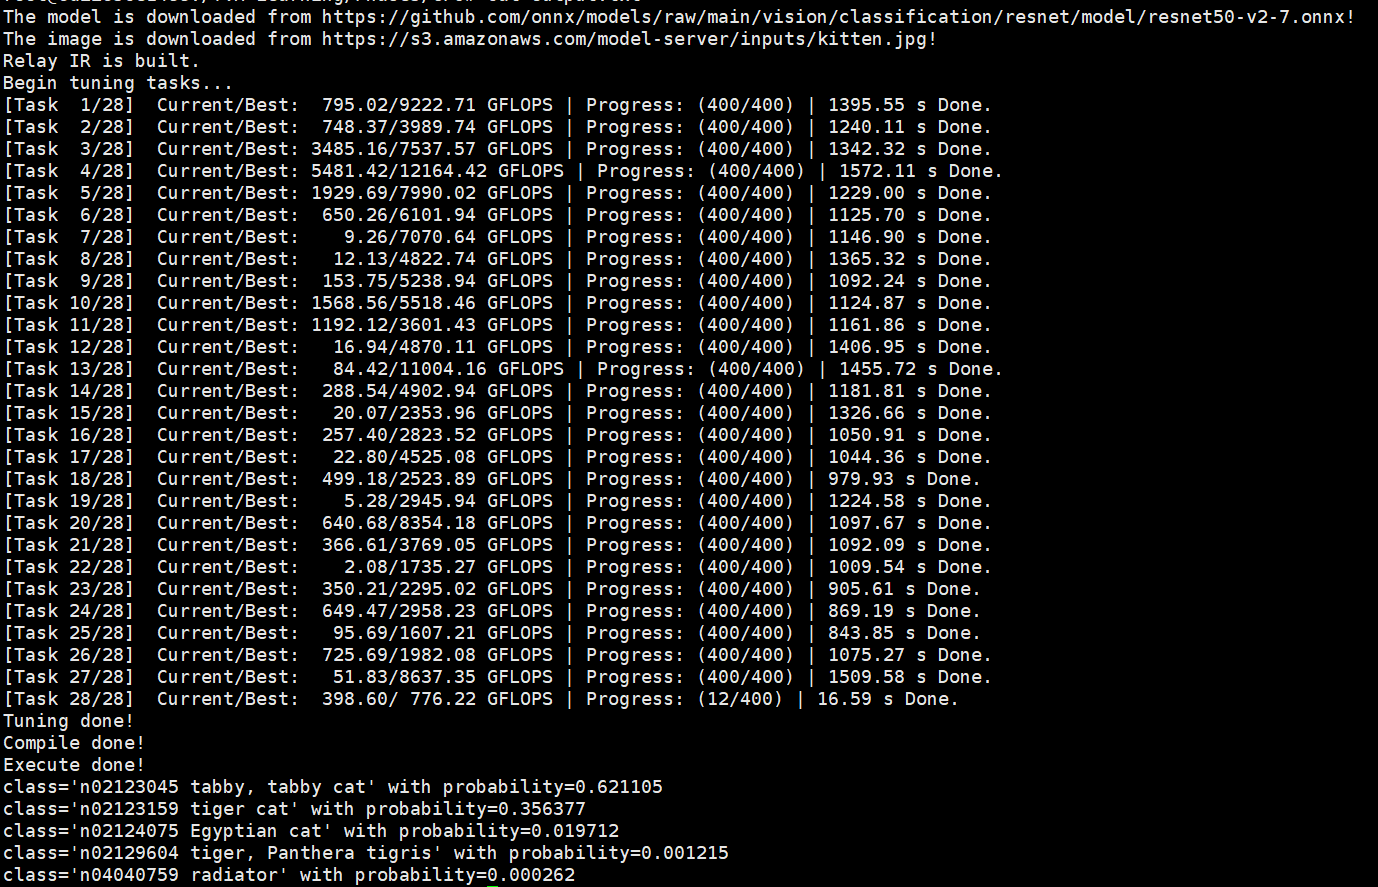 The model is downloaded from https://github.com/onnx/models/raw/main/vision/classification/resnet/model/resnet50-v2-7.onnx!
The image is downloaded from https://s3.amazonaws.com/model-server/inputs/kitten.jpg!
Relay IR is built.
Begin tuning tasks...
[Task  1/28]  Current/Best:  795.02/9222.71 GFLOPS | Progress: (400/400) | 1395.55 s Done.
[Task  2/28]  Current/Best:  748.37/3989.74 GFLOPS | Progress: (400/400) | 1240.11 s Done.
[Task  3/28]  Current/Best: 3485.16/7537.57 GFLOPS | Progress: (400/400) | 1342.32 s Done.
[Task  4/28]  Current/Best: 5481.42/12164.42 GFLOPS | Progress: (400/400) | 1572.11 s Done.
[Task  5/28]  Current/Best: 1929.69/7990.02 GFLOPS | Progress: (400/400) | 1229.00 s Done.
[Task  6/28]  Current/Best:  650.26/6101.94 GFLOPS | Progress: (400/400) | 1125.70 s Done.
[Task  7/28]  Current/Best:    9.26/7070.64 GFLOPS | Progress: (400/400) | 1146.90 s Done.
[Task  8/28]  Current/Best:   12.13/4822.74 GFLOPS | Progress: (400/400) | 1365.32 s Done.
[Task  9/28]  Current/Best:  153.75/5238.94 GFLOPS | Progress: (400/400) | 1092.24 s Done.
[Task 10/28]  Current/Best: 1568.56/5518.46 GFLOPS | Progress: (400/400) | 1124.87 s Done.
[Task 11/28]  Current/Best: 1192.12/3601.43 GFLOPS | Progress: (400/400) | 1161.86 s Done.
[Task 12/28]  Current/Best:   16.94/4870.11 GFLOPS | Progress: (400/400) | 1406.95 s Done.
[Task 13/28]  Current/Best:   84.42/11004.16 GFLOPS | Progress: (400/400) | 1455.72 s Done.
[Task 14/28]  Current/Best:  288.54/4902.94 GFLOPS | Progress: (400/400) | 1181.81 s Done.
[Task 15/28]  Current/Best:   20.07/2353.96 GFLOPS | Progress: (400/400) | 1326.66 s Done.
[Task 16/28]  Current/Best:  257.40/2823.52 GFLOPS | Progress: (400/400) | 1050.91 s Done.
[Task 17/28]  Current/Best:   22.80/4525.08 GFLOPS | Progress: (400/400) | 1044.36 s Done.
[Task 18/28]  Current/Best:  499.18/2523.89 GFLOPS | Progress: (400/400) | 979.93 s Done.
[Task 19/28]  Current/Best:    5.28/2945.94 GFLOPS | Progress: (400/400) | 1224.58 s Done.
[Task 20/28]  Current/Best:  640.68/8354.18 GFLOPS | Progress: (400/400) | 1097.67 s Done.
[Task 21/28]  Current/Best:  366.61/3769.05 GFLOPS | Progress: (400/400) | 1092.09 s Done.
[Task 22/28]  Current/Best:    2.08/1735.27 GFLOPS | Progress: (400/400) | 1009.54 s Done.
[Task 23/28]  Current/Best:  350.21/2295.02 GFLOPS | Progress: (400/400) | 905.61 s Done.
[Task 24/28]  Current/Best:  649.47/2958.23 GFLOPS | Progress: (400/400) | 869.19 s Done.
[Task 25/28]  Current/Best:   95.69/1607.21 GFLOPS | Progress: (400/400) | 843.85 s Done.
[Task 26/28]  Current/Best:  725.69/1982.08 GFLOPS | Progress: (400/400) | 1075.27 s Done.
[Task 27/28]  Current/Best:   51.83/8637.35 GFLOPS | Progress: (400/400) | 1509.58 s Done.
[Task 28/28]  Current/Best:  398.60/ 776.22 GFLOPS | Progress: (12/400) | 16.59 s Done.
Tuning done!
Compile done!
Execute done!
class='n02123045 tabby, tabby cat' with probability=0.621105
class='n02123159 tiger cat' with probability=0.356377
class='n02124075 Egyptian cat' with probability=0.019712
class='n02129604 tiger, Panthera tigris' with probability=0.001215
class='n04040759 radiator' with probability=0.000262